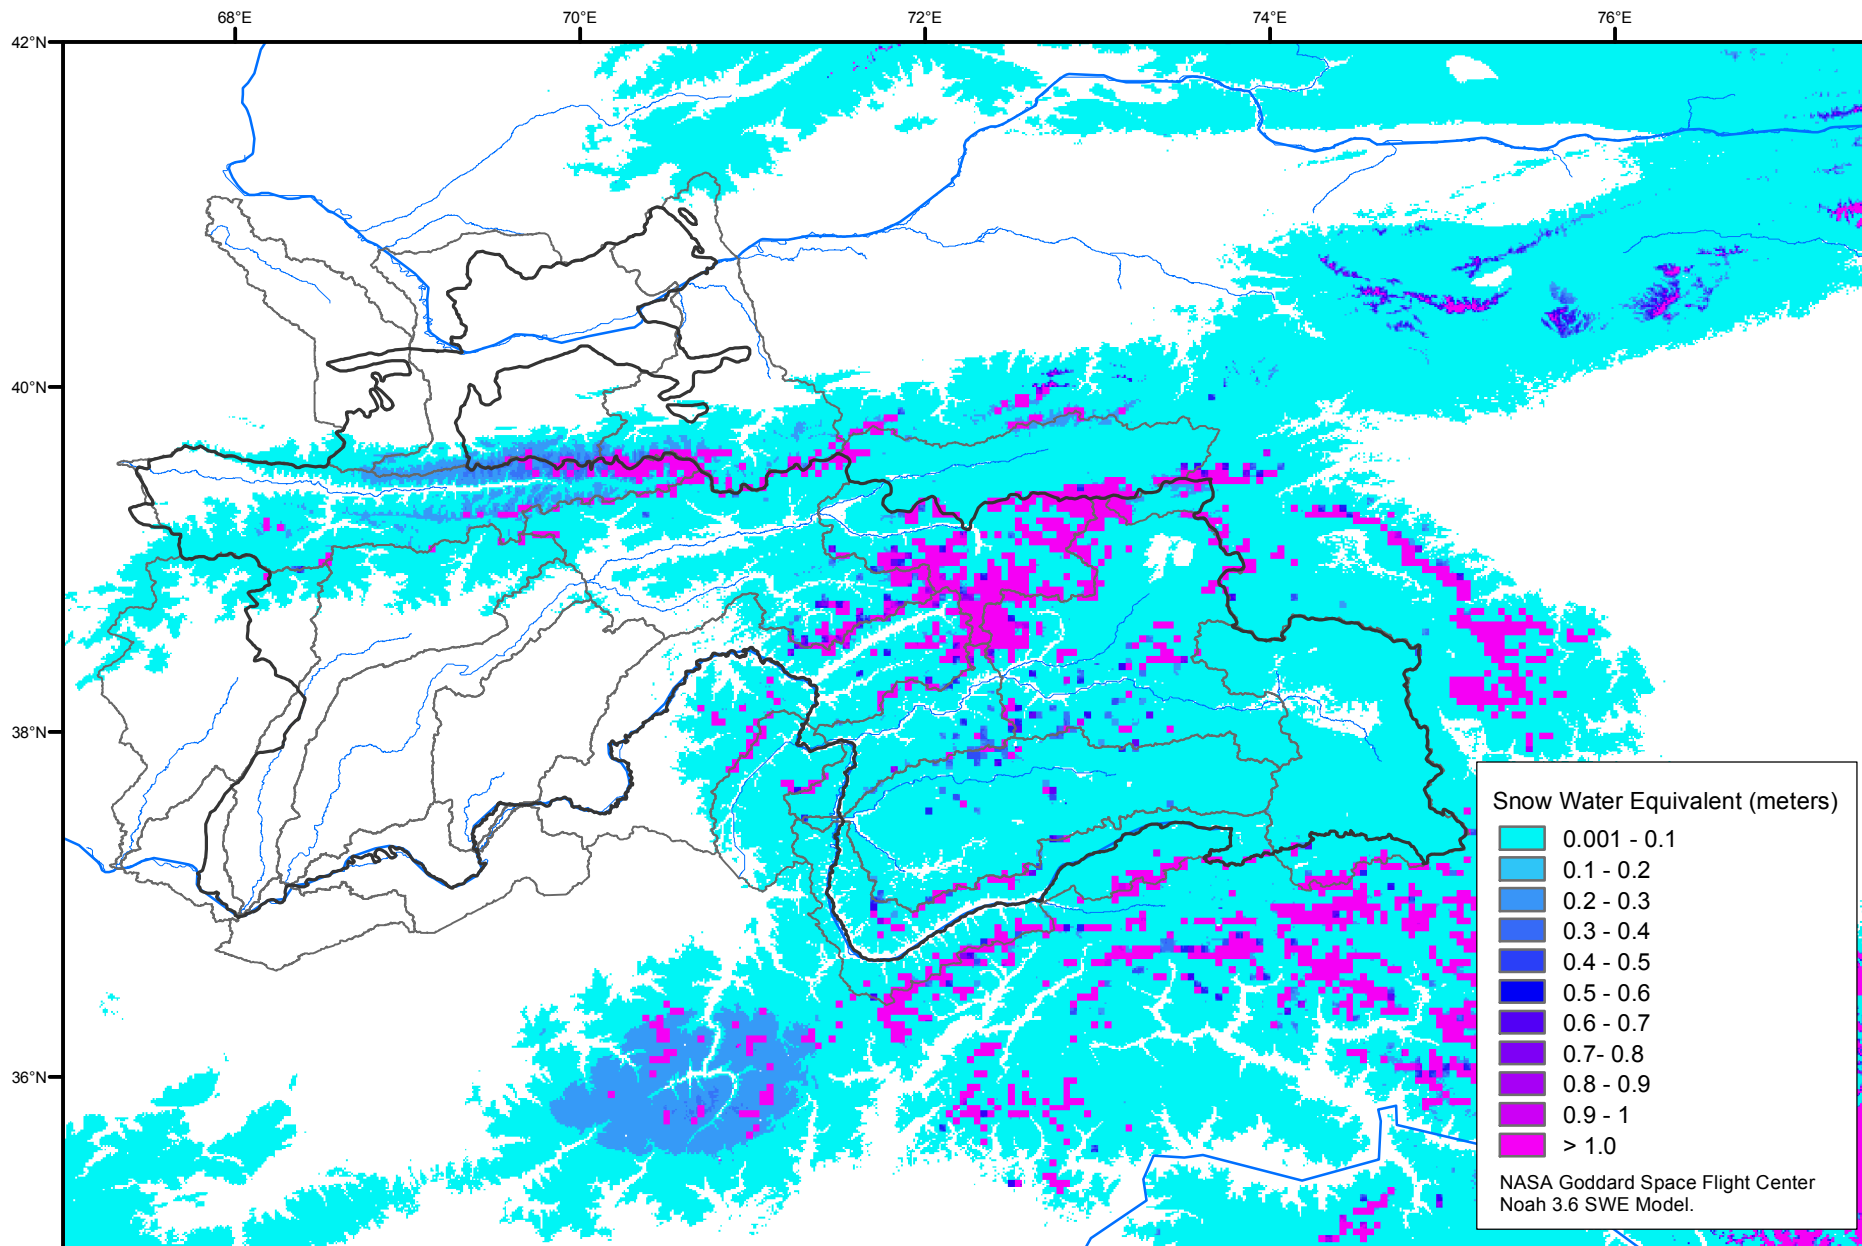 68°E
70°E
72°E
74°E
76°E
42°N
40°N
38°N
36°N
Snow Water Equivalent (meters)
0.001 - 0.1
0.1 - 0.2
0.2 - 0.3
0.3 - 0.4
0.4 - 0.5
0.5 - 0.6
0.6 - 0.7
0.7- 0.8
0.8 - 0.9
0.9 - 1
> 1.0
NASA Goddard Space Flight Center
Noah 3.6 SWE Model.